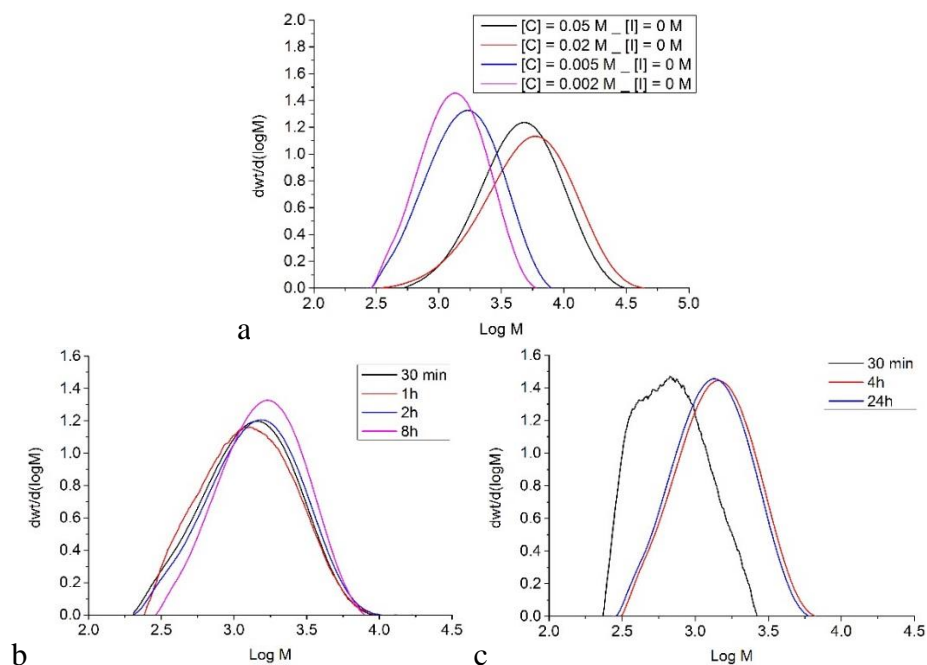 2.0
1.8
1.6
1.4
1.2
1.0
0.8
0.6
0.4
0.2
0.0
dwt/d(logM)
[C] = 0.05 M _ [I] = 0 M
[C] = 0.02 M _ [I] = 0 M
[C] = 0.005 M _ [I] = 0 M
[C] = 0.002 M _ [I] = 0 M
2.0 2.5 3.0 3.5 4.0 4.5 5.0
Log M
a
1.6
1.4
1.2
1.0
0.8
0.6
0.4
0.2
0.0
dwt/d(logM)
30 min
1h
2h
8h
2.0 2.5 3.0 3.5 4.0 4.5
Log M
b
1.6
1.4
1.2
1.0
0.8
0.6
0.4
0.2
0.0
dwt/d(logM)
30 min
4h
24h
2.0 2.5 3.0 3.5 4.0 4.5
Log M
c